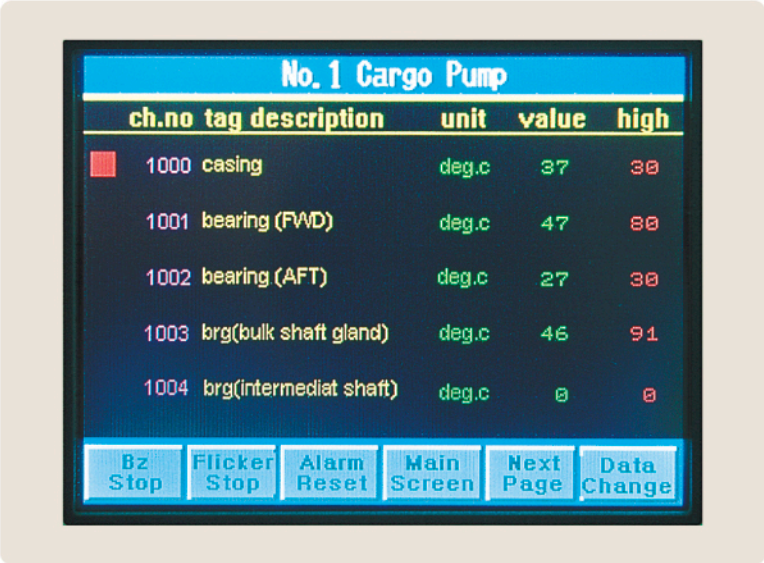 No.1 Cargo Pump
ch.no tag description unit value high
1000 casing deg.c 37 30
1001 bearing (FWD) deg.c 47 80
1002 bearing (AFT) deg.c 27 30
1003 brg(bulk shaft gland) deg.c 46 91
1004 brg(intermediat shaft) deg.c 0 0
Bz Stop Flicker Stop Alarm Reset Main Screen Next Page Data Change